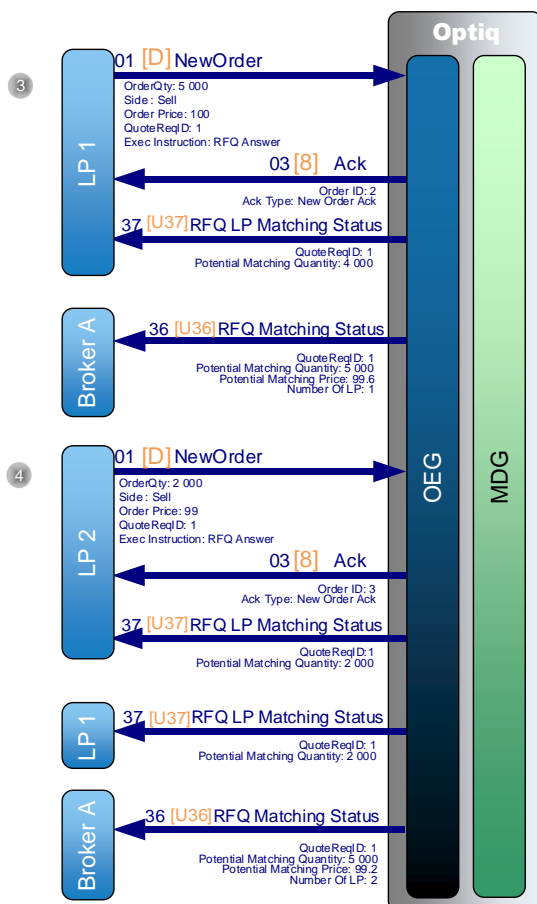 Optiq
01 [D] NewOrder
3
OrderQty: 5 000
Side : Sell
Order Price: 100
QuoteReqID: 1
Exec Instruction: RFQ Answer
LP 1
03 [8] Ack
Order ID: 2
Ack Type: New Order Ack
37 [U37] RFQ LP Matching Status
QuoteReqID: 1
Potential Matching Quantity: 4 000
Broker A
36 [U36] RFQ Matching Status
QuoteReqID: 1
Potential Matching Quantity: 5 000
Potential Matching Price: 99.6
Number Of LP: 1
01 [D] NewOrder
4
OrderQty: 2 000
Side : Sell
Order Price: 99
QuoteReqID: 1
Exec Instruction: RFQ Answer
LP 2
OEG
MDG
03 [8] Ack
Order ID: 3
Ack Type: New Order Ack
37 [U37] RFQ LP Matching Status
QuoteReqID:1
Potential Matching Quantity: 2 000
LP 1
37 [U37] RFQ LP Matching Status
QuoteReqID: 1
Potential Matching Quantity: 2 000
Broker A
36 [U36] RFQ Matching Status
QuoteReqID: 1
Potential Matching Quantity: 5 000
Potential Matching Price: 99.2
Number Of LP: 2